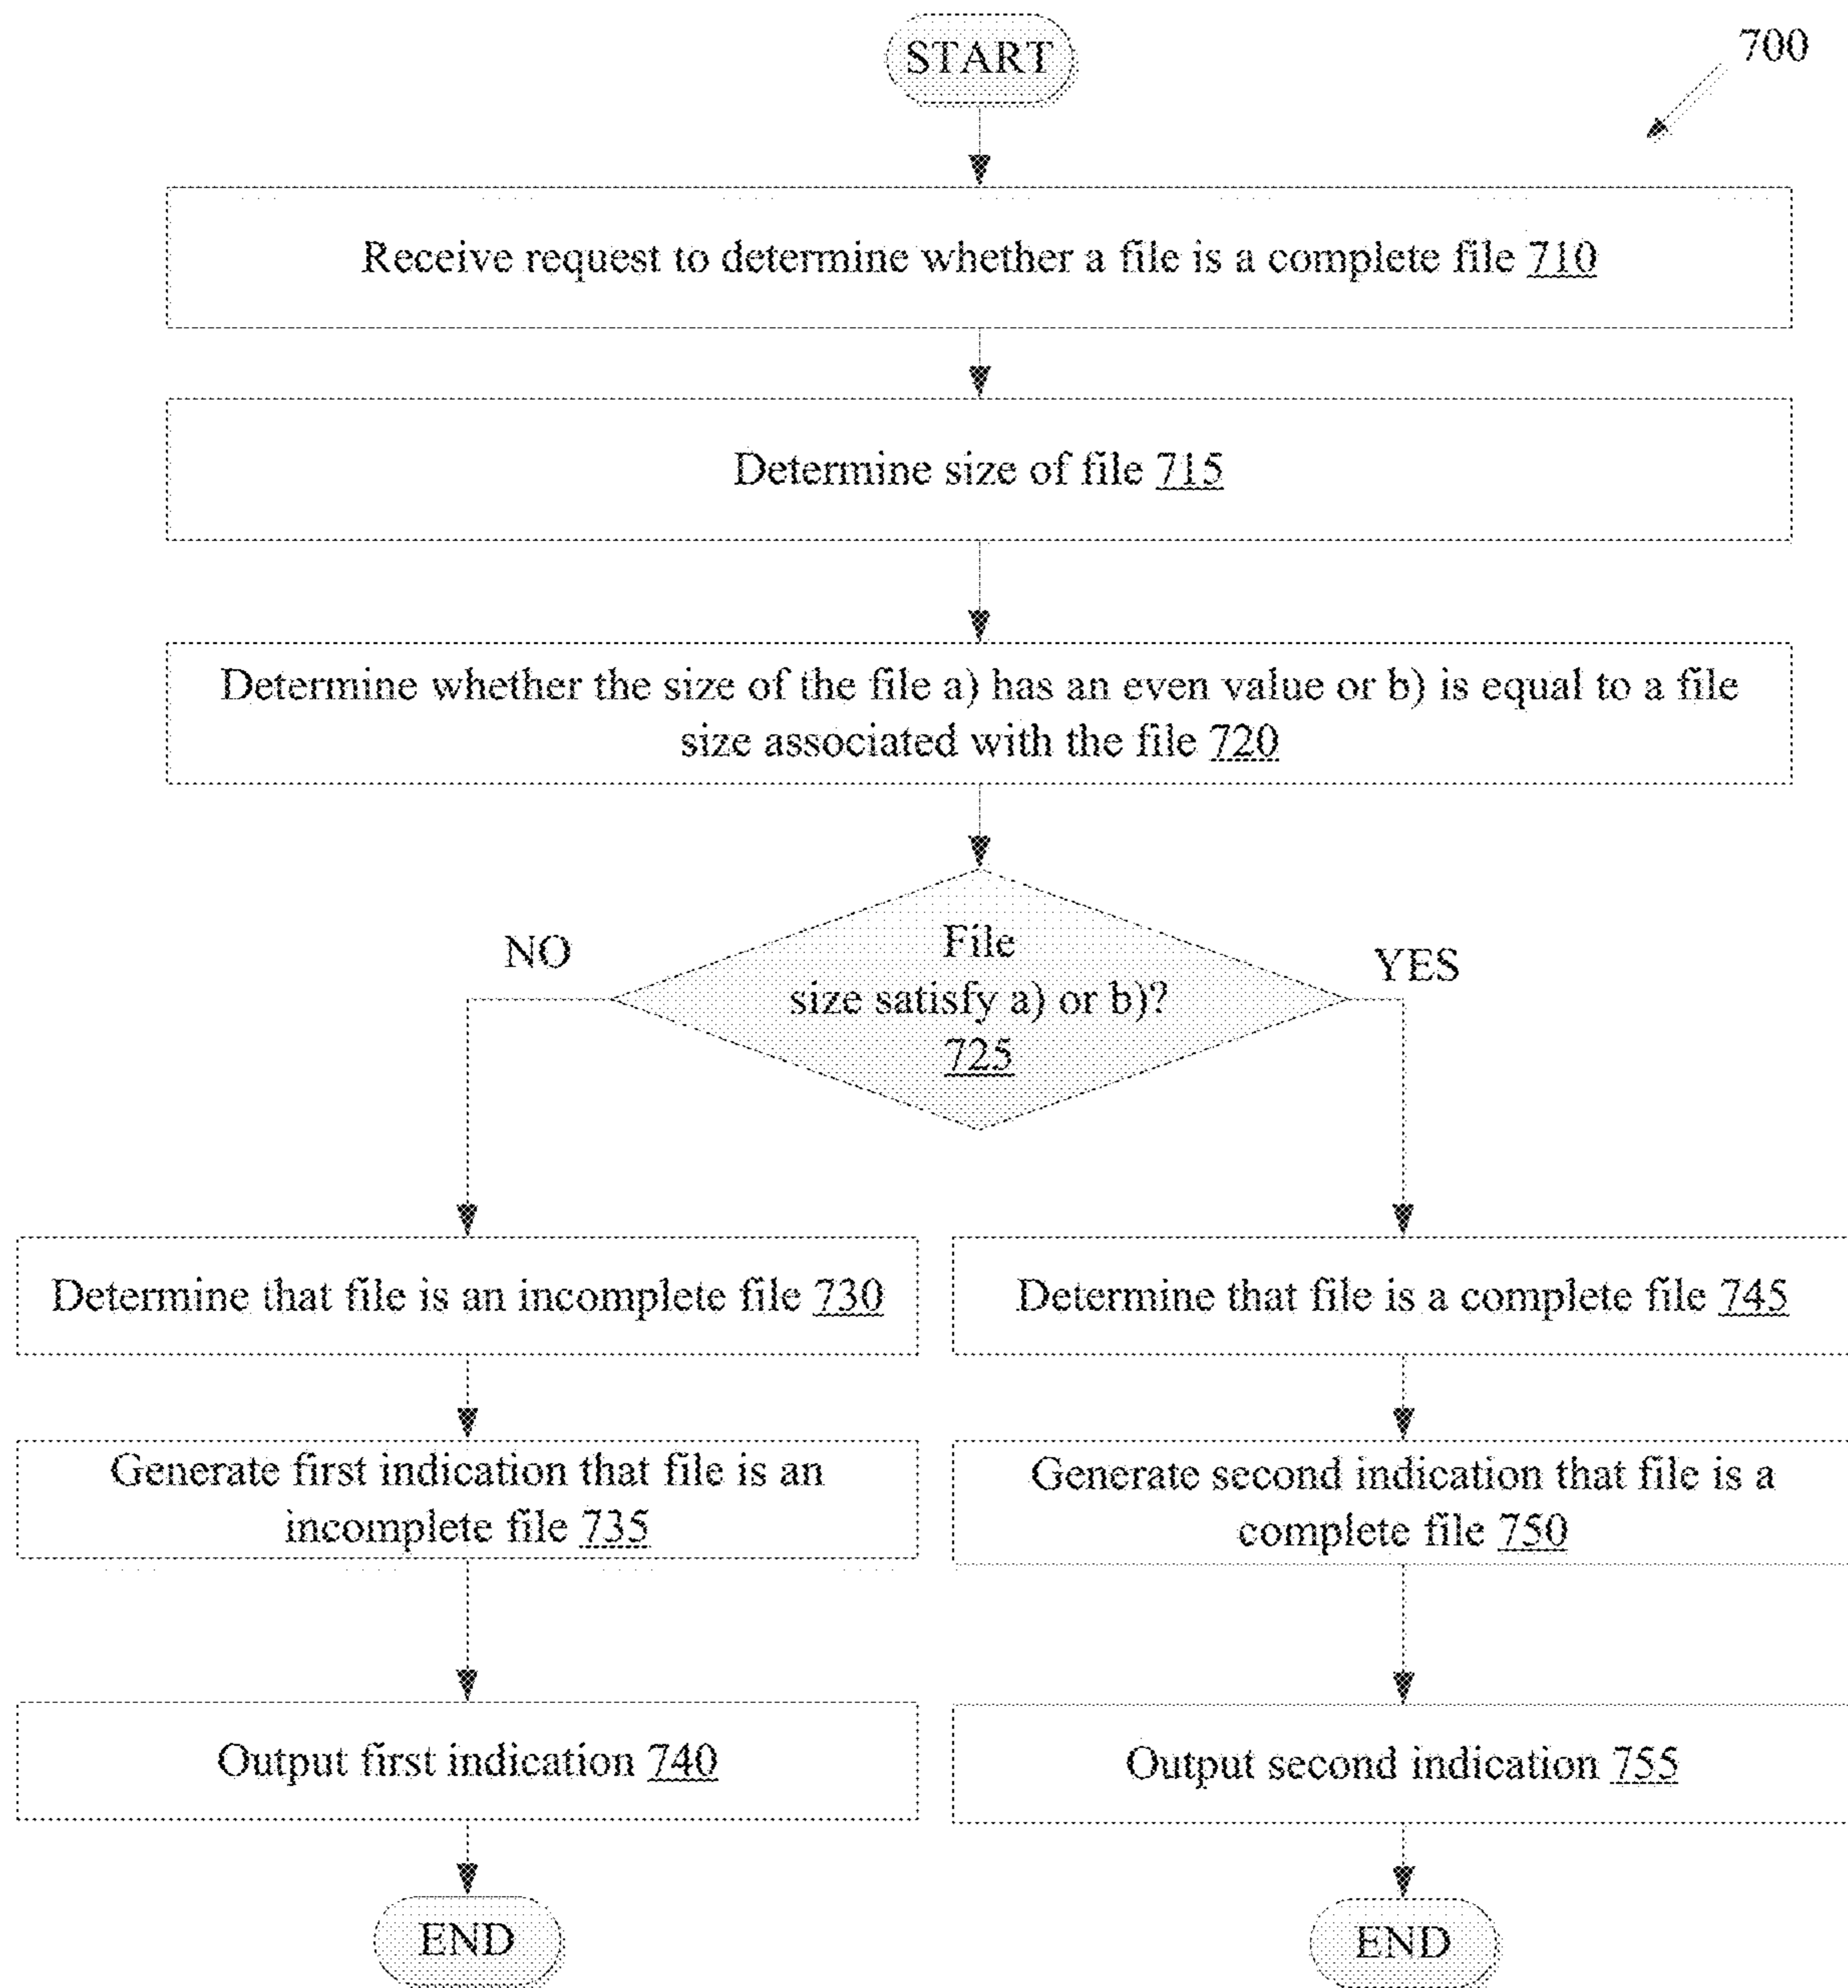 START
700
Receive request to determine whether a file is a complete file 710
Determine size of file 715
Determine whether the size of the file a) has an even value or b) is equal to a file
size associated with the file 720
File
size satisfy a) or b)?
725
NO
YES
Determine that file is an incomplete file 730
Determine that file is a complete file 745
Generate first indication that file is an
incomplete file 735
Generate second indication that file is a
complete file 750
Output first indication 740
Output second indication 755
END
END